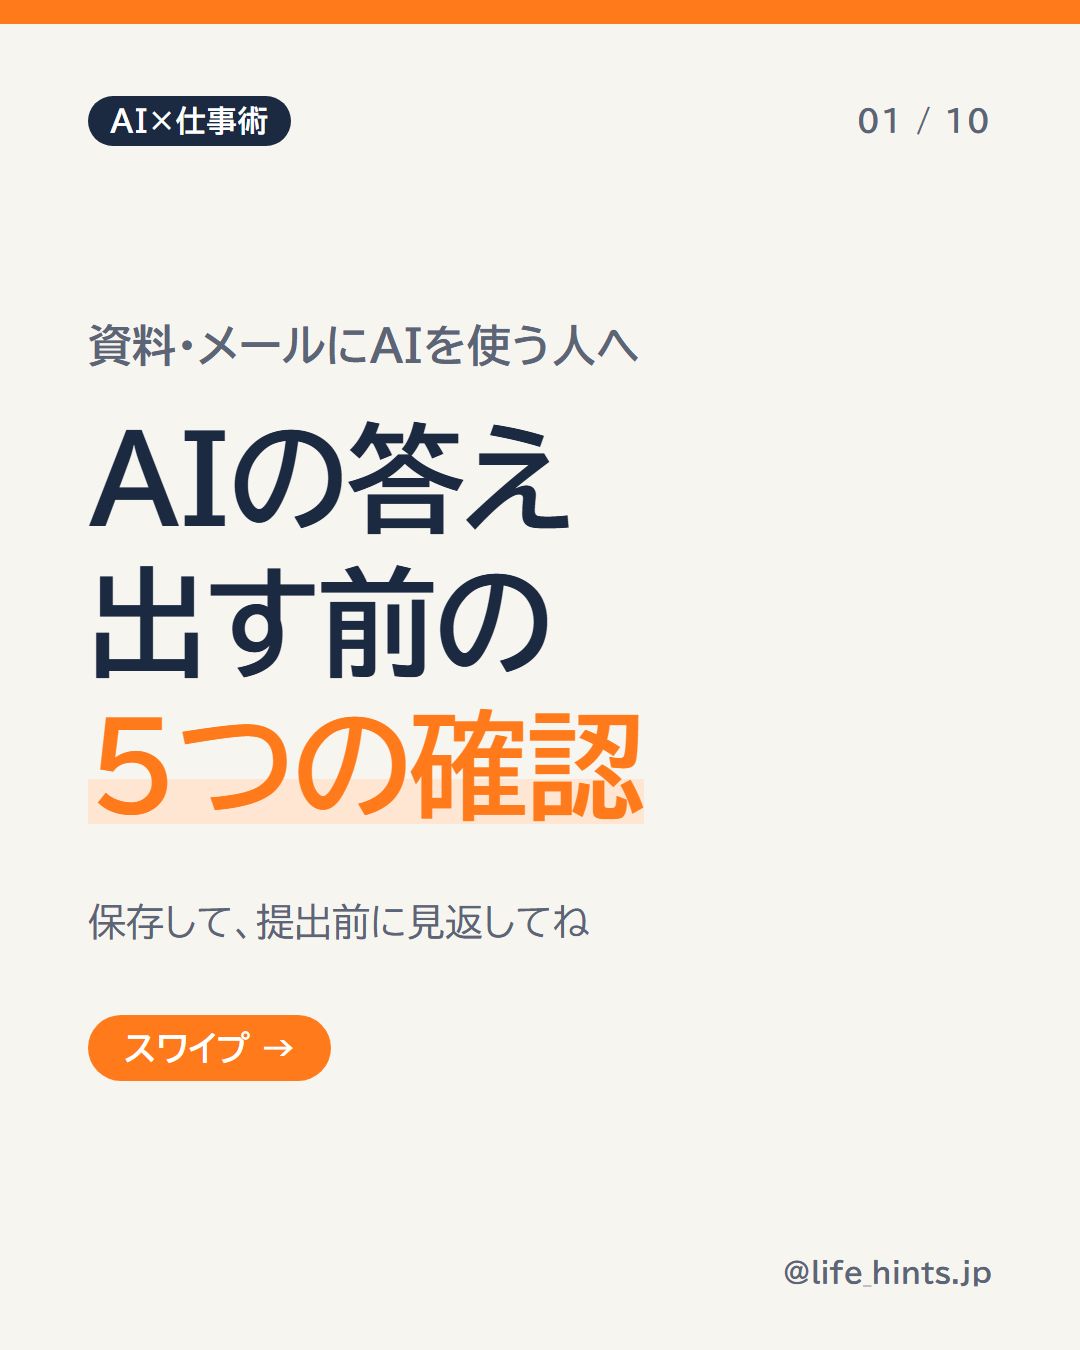 AI×仕事術
01 / 10
資料・メールにAIを使う人へ
AIの答え
出す前の
5つの確認
保存して、提出前に見返してね
スワイプ →
@life_hints.jp